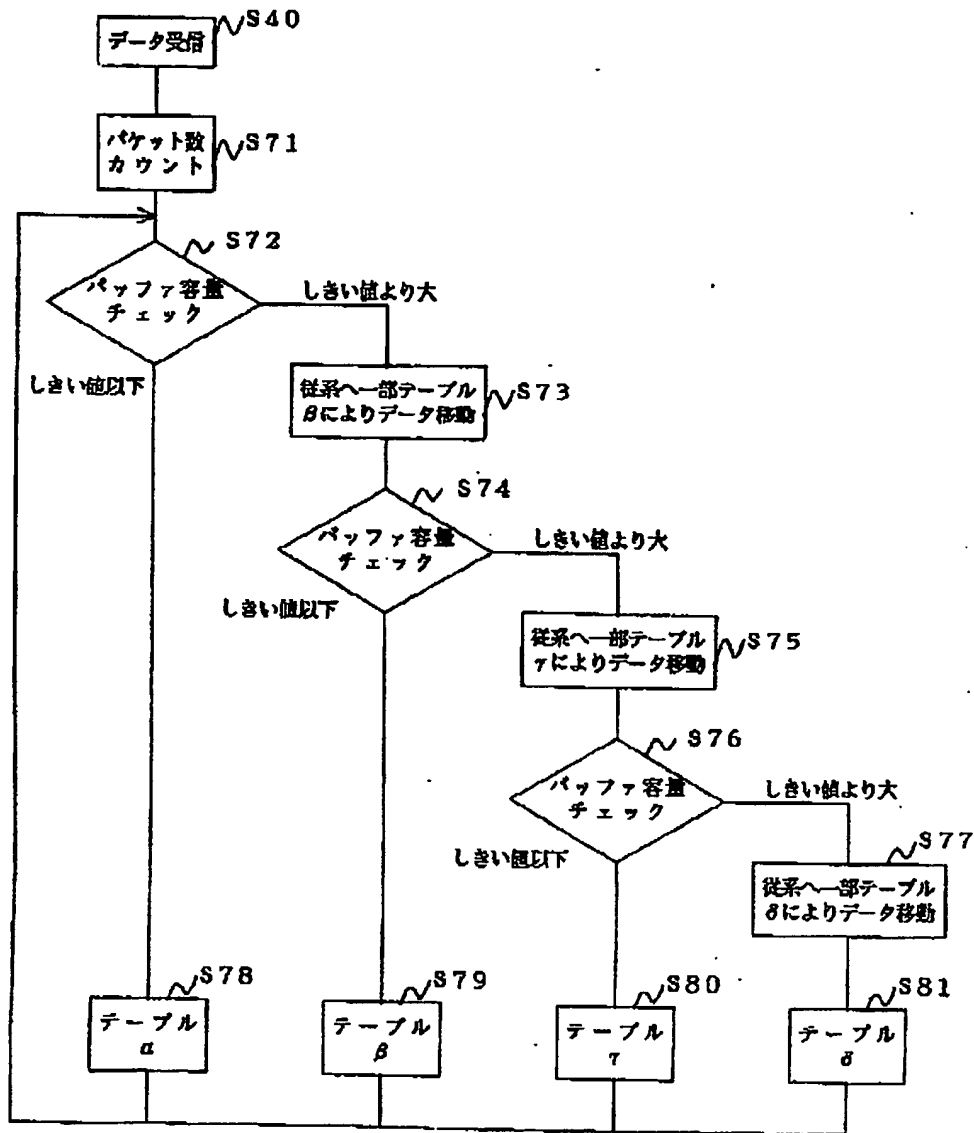 S40
データ受信
パケット数
カウント
S71
S72
バッファ容量
チェック
しきい値より大
しきい値以下
従系へ一部テーブル
βによりデータ移動
S73
S74
バッファ容量
チェック
しきい値より大
しきい値以下
従系へ一部テーブル
γによりデータ移動
S75
S76
バッファ容量
チェック
しきい値より大
しきい値以下
S77
従系へ一部テーブル
δによりデータ移動
S78
テーブル
α
S79
テーブル
β
S80
テーブル
γ
S81
テーブル
δ